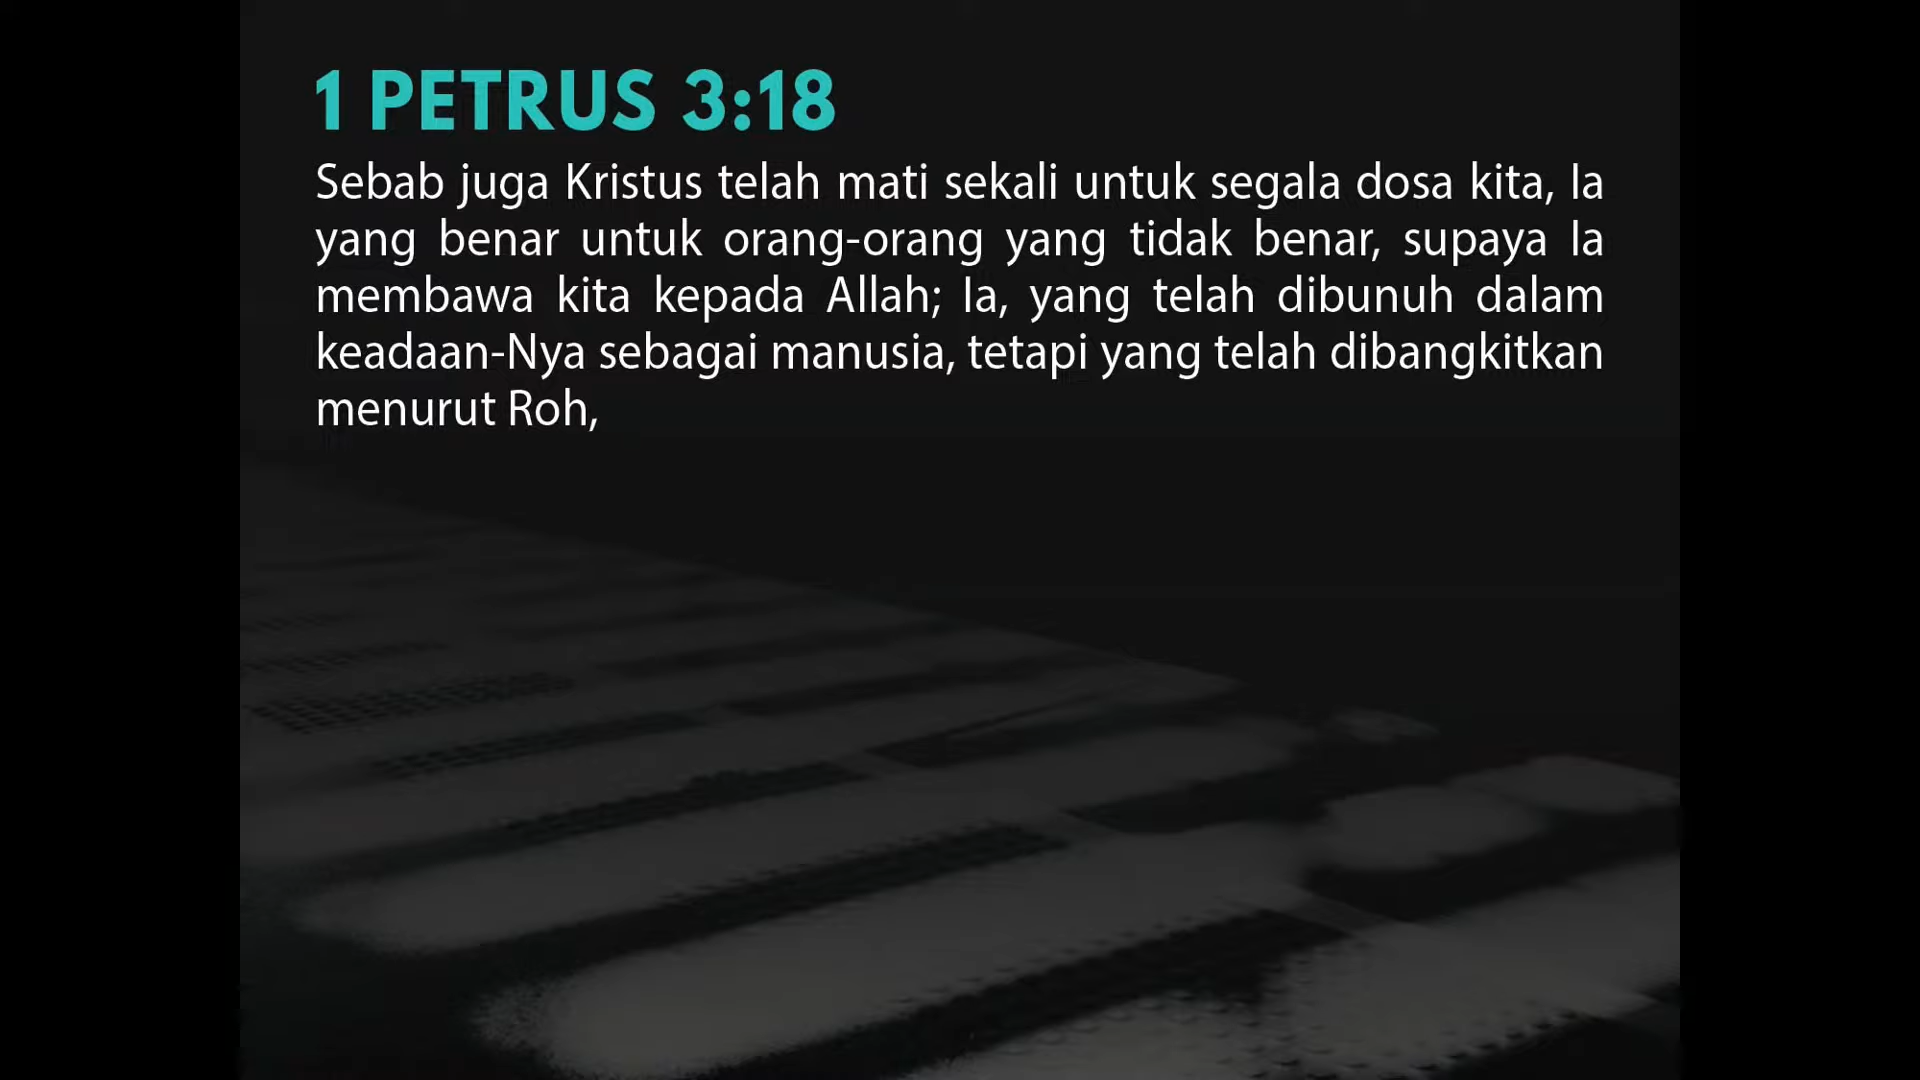 1 PETRUS 3:18
Sebab juga Kristus telah mati sekali untuk segala dosa kita, Ia
yang benar untuk orang-orang yang tidak benar, supaya Ia
membawa kita kepada Allah; Ia, yang telah dibunuh dalam
keadaan-Nya sebagai manusia, tetapi yang telah dibangkitkan
menurut Roh,